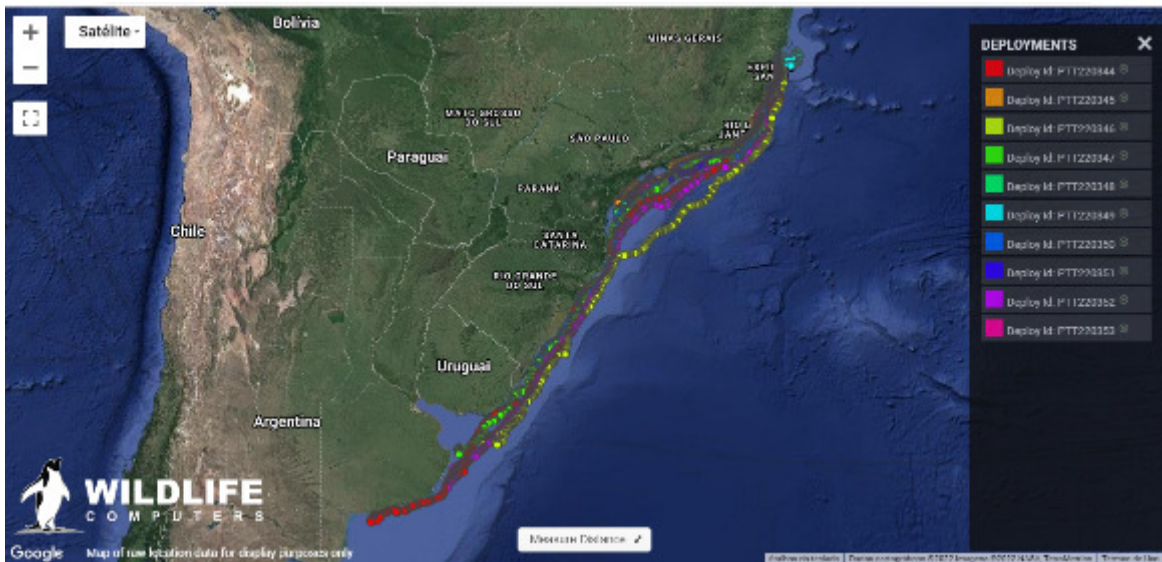 +
Satélite
−
Bolívia
MINAS GERAIS
MATO GROSSO
DO SUL
SÃO PAULO
Paraguai
PARANÁ
Chile
SANTA
CATARINA
RIO GRANDE
DO SUL
Uruguai
Argentina
DEPLOYMENTS
Deploy Id: PTT220344
Deploy Id: PTT220345
Deploy Id: PTT220346
Deploy Id: PTT220347
Deploy Id: PTT220348
Deploy Id: PTT220349
Deploy Id: PTT220350
Deploy Id: PTT220351
Deploy Id: PTT220352
Deploy Id: PTT220353
WILDLIFE
COMPUTERS
Measure Distance
Google
Map of raw location data for display purposes only
Termos de Uso